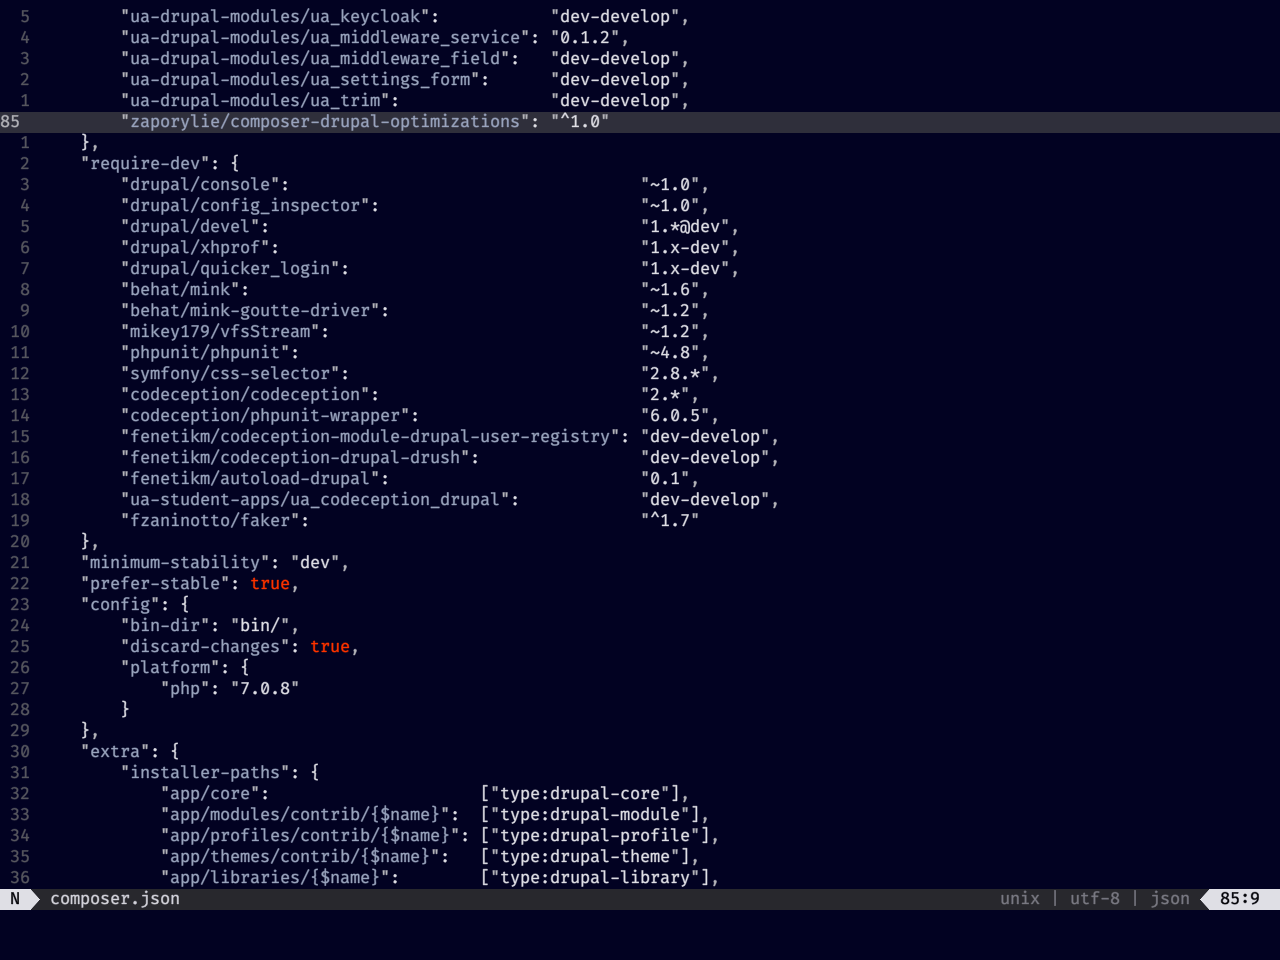 5 "ua-drupal-modules/ua_keycloak": "dev-develop",
4 "ua-drupal-modules/ua_middleware_service": "0.1.2",
3 "ua-drupal-modules/ua_middleware_field": "dev-develop",
2 "ua-drupal-modules/ua_settings_form": "dev-develop",
1 "ua-drupal-modules/ua_trim": "dev-develop",
85 "zaporylie/composer-drupal-optimizations": "^1.0"
1 },
2 "require-dev": {
3 "drupal/console": "~1.0",
4 "drupal/config_inspector": "~1.0",
5 "drupal/devel": "1.*@dev",
6 "drupal/xhprof": "1.x-dev",
7 "drupal/quicker_login": "1.x-dev",
8 "behat/mink": "~1.6",
9 "behat/mink-goutte-driver": "~1.2",
10 "mikey179/vfsStream": "~1.2",
11 "phpunit/phpunit": "~4.8",
12 "symfony/css-selector": "2.8.*",
13 "codeception/codeception": "2.*",
14 "codeception/phpunit-wrapper": "6.0.5",
15 "fenetikm/codeception-module-drupal-user-registry": "dev-develop",
16 "fenetikm/codeception-drupal-drush": "dev-develop",
17 "fenetikm/autoload-drupal": "0.1",
18 "ua-student-apps/ua_codeception_drupal": "dev-develop",
19 "fzaninotto/faker": "^1.7"
20 },
21 "minimum-stability": "dev",
22 "prefer-stable": true,
23 "config": {
24 "bin-dir": "bin/",
25 "discard-changes": true,
26 "platform": {
27 "php": "7.0.8"
28 }
29 },
30 "extra": {
31 "installer-paths": {
32 "app/core": ["type:drupal-core"],
33 "app/modules/contrib/{$name}": ["type:drupal-module"],
34 "app/profiles/contrib/{$name}": ["type:drupal-profile"],
35 "app/themes/contrib/{$name}": ["type:drupal-theme"],
36 "app/libraries/{$name}": ["type:drupal-library"],
N composer.json unix | utf-8 | json 85:9